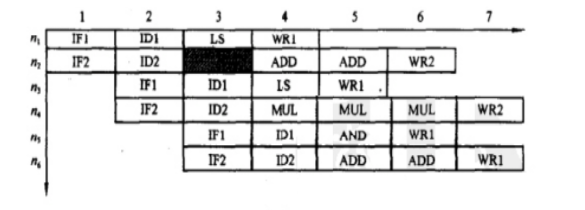 1 2 3 4 5 6 7
n₁ IF1 ID1 LS WR1
n₂ IF2 ID2 ADD ADD WR2
n₃ IF1 ID1 LS WR1
n₄ IF2 ID2 MUL MUL MUL WR2
n₅ IF1 ID1 AND WR1
n₆ IF2 ID2 ADD ADD WR1